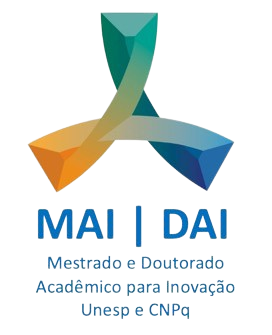 MAI | DAI
Mestrado e Doutorado
Acadêmico para Inovação
Unesp e CNPq